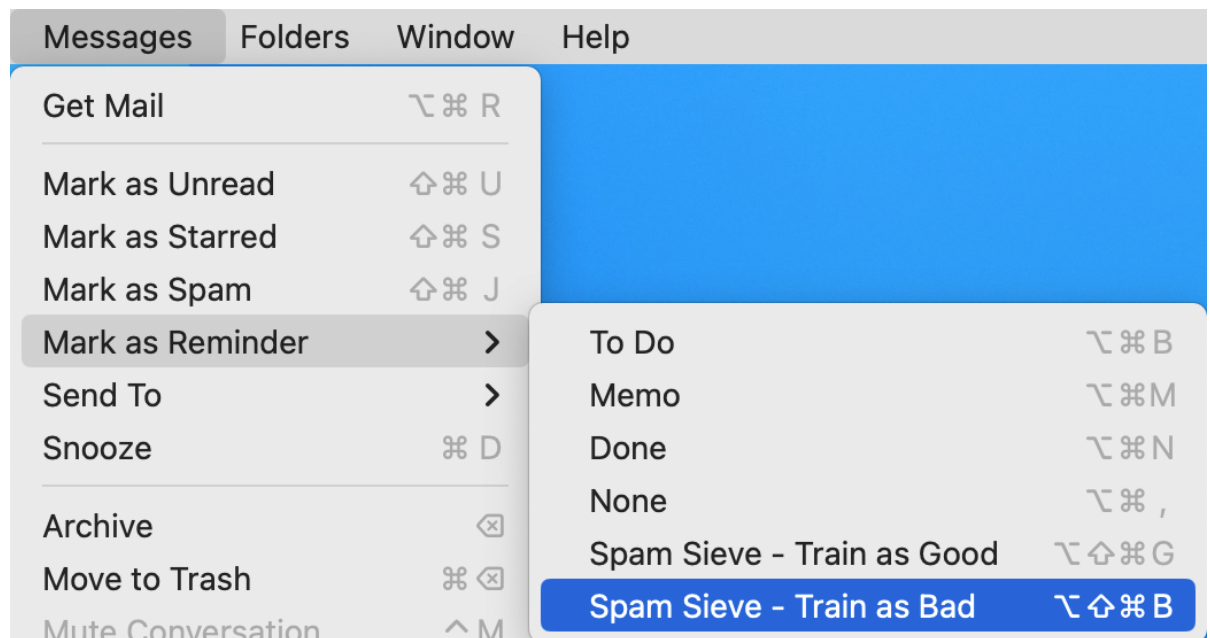 Messages Folders Window Help
Get Mail ⌥⌘ R
Mark as Unread ⇧⌘ U
Mark as Starred ⇧⌘ S
Mark as Spam ⇧⌘ J
Mark as Reminder >
Send To >
Snooze ⌘ D
Archive ⌫
Move to Trash ⌘⌫
Mute Conversation ^ M
To Do ⌥⌘B
Memo ⌥⌘M
Done ⌥⌘N
None ⌥⌘,
Spam Sieve - Train as Good ⌥⇧⌘G
Spam Sieve - Train as Bad ⌥⇧⌘B